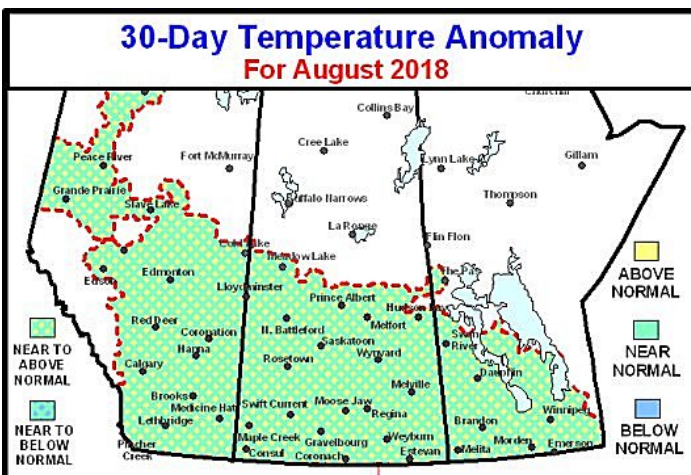 30-Day Temperature Anomaly
For August 2018
Collins Bay
Cree Lake
Peace River
Fort McMurray
Lynn Lake
Gillam
Grande Prairie
Slave Lake
Buffalo Narrows
Thompson
La Ronge
Flin Flon
Cold Lake
Meadow Lake
The Pas
Edson
Edmonton
Lloydminster
Prince Albert
Hudson Bay
Red Deer
Coronation
N. Battleford
Melfort
Swan
River
Hanna
Saskatoon
Calgary
Rosetown
Wynyard
Dauphin
Brooks
Melville
Medicine Hat
Swift Current
Moose Jaw
Regina
Winnipeg
Lethbridge
Brandon
Maple Creek
Gravelbourg
Weyburn
Morden
Pincher
Creek
Consul
Coronach
Estevan
Melita
Emerson
NEAR TO
ABOVE
NORMAL
NEAR TO
BELOW
NORMAL
ABOVE
NORMAL
NEAR
NORMAL
BELOW
NORMAL